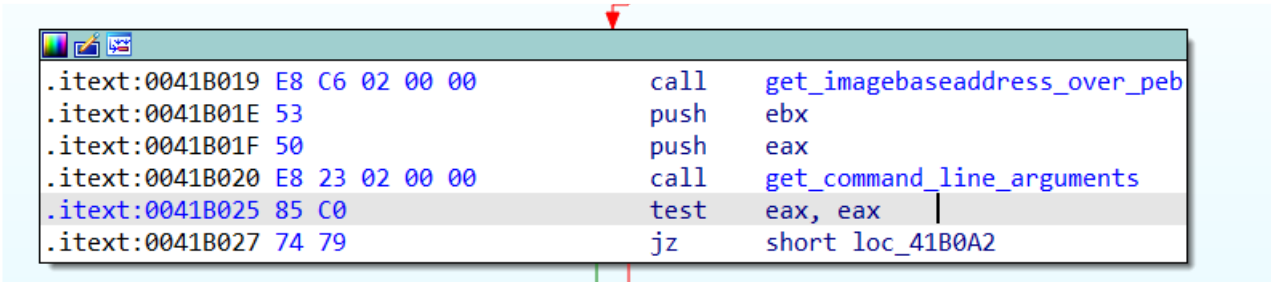 .itext:0041B019 E8 C6 02 00 00 call get_imagebaseaddress_over_peb
.itext:0041B01E 53 push ebx
.itext:0041B01F 50 push eax
.itext:0041B020 E8 23 02 00 00 call get_command_line_arguments
.itext:0041B025 85 C0 test eax, eax
.itext:0041B027 74 79 jz short loc_41B0A2